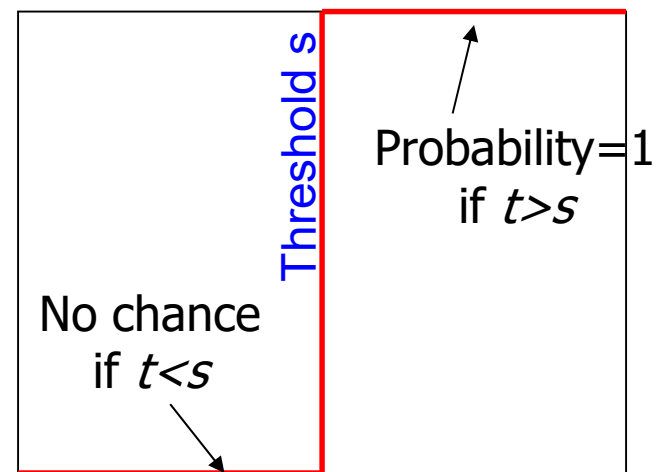 Threshold s
Probability=1
if t>s
No chance
if t<s